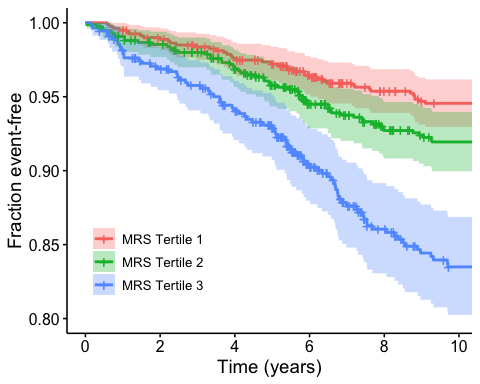 Fraction event-free
1.00
0.95
0.90
0.85
0.80
MRS Tertile 1
MRS Tertile 2
MRS Tertile 3
0 2 4 6 8 10
Time (years)